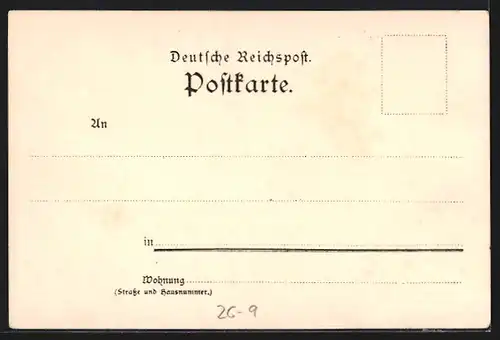 Deutſche Reichspoſt.
Poſtkarte.
An
in
Wohnung
(Straße und Hausnummer.)
26-9